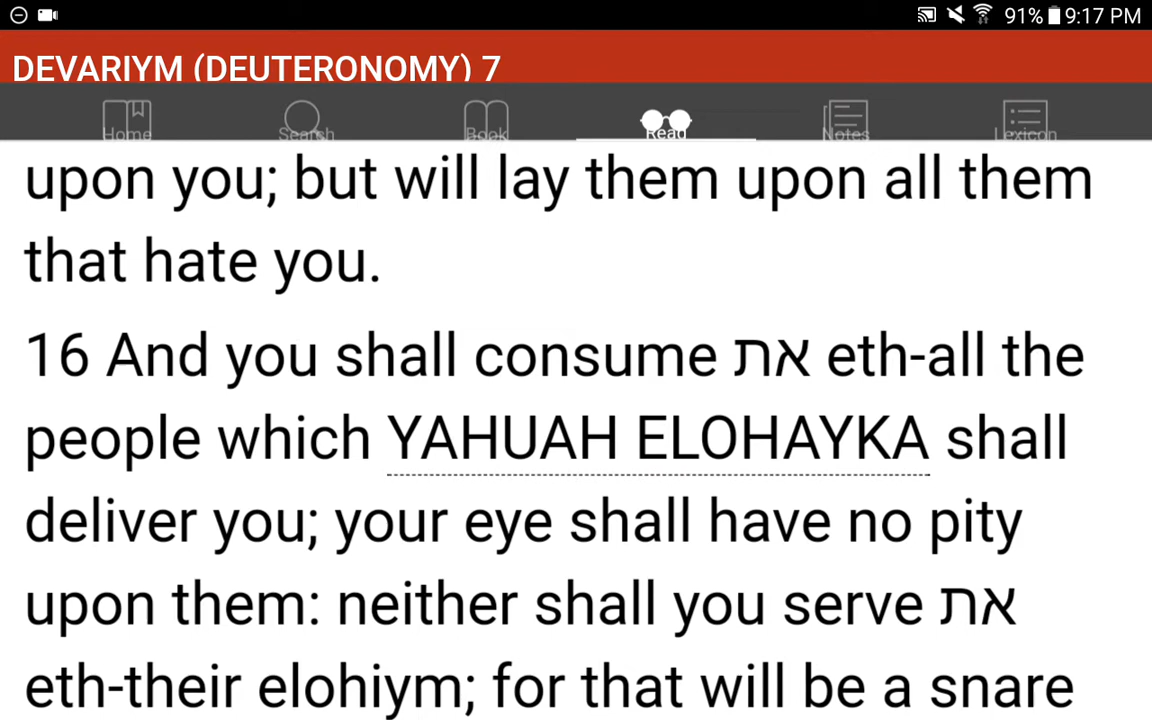 91% 9:17 PM
DEVARIYM (DEUTERONOMY) 7
Home Search Book Read Notes Lexicon
upon you; but will lay them upon all them
that hate you.
16 And you shall consume את eth-all the
people which YAHUAH ELOHAYKA shall
deliver you; your eye shall have no pity
upon them: neither shall you serve את
eth-their elohiym; for that will be a snare